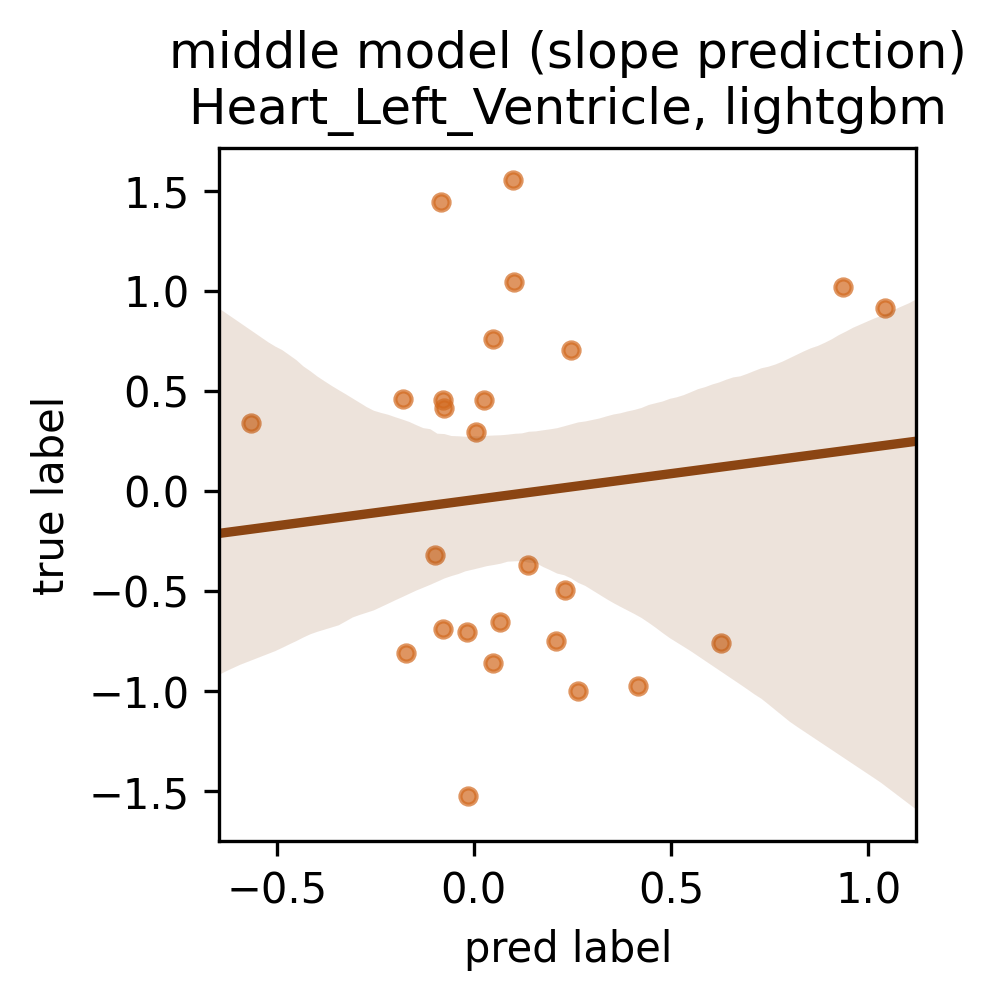 middle model (slope prediction)
Heart_Left_Ventricle, lightgbm
1.5
1.0
0.5
0.0
−0.5
−1.0
−1.5
true label
−0.5
0.0
0.5
1.0
pred label